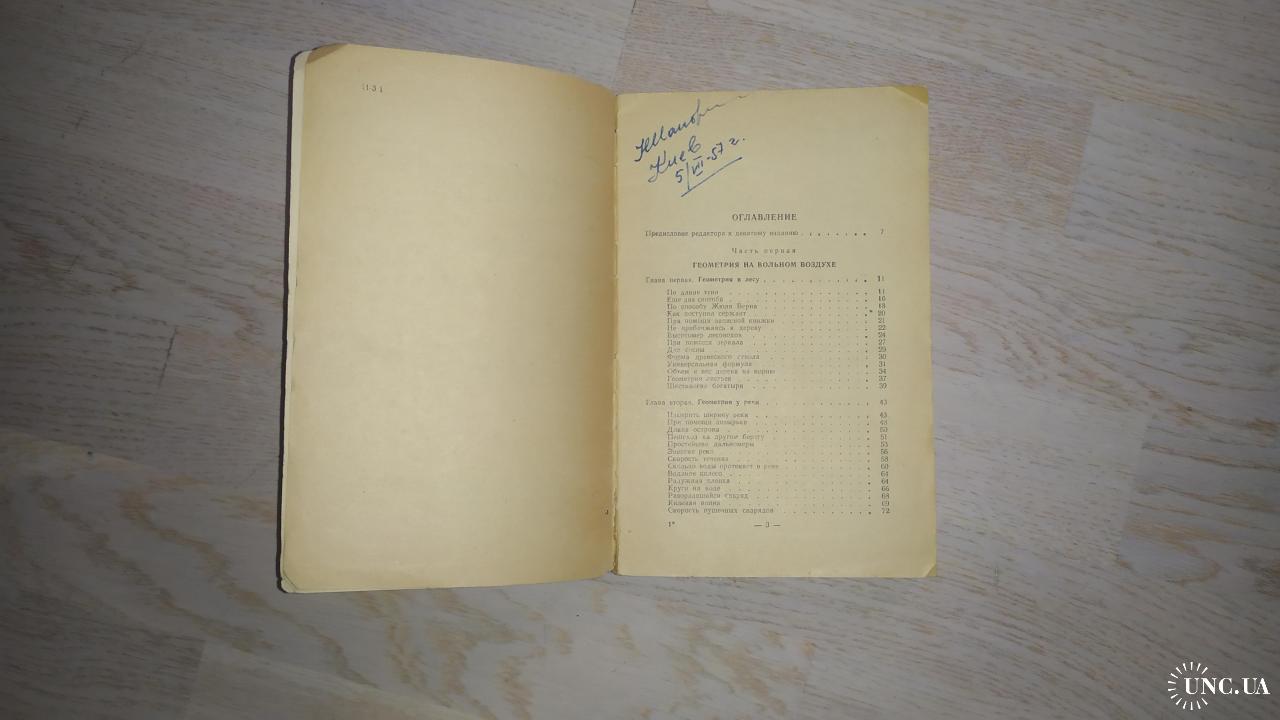 11-3-1
Киев
5/VII-57 г.
ОГЛАВЛЕНИЕ
Предисловие редактора к девятому изданию . . . . . . . 7
Часть первая
ГЕОМЕТРИЯ НА ВОЛЬНОМ ВОЗДУХЕ
Глава первая. Геометрия в лесу . . . . . . . . . . . 11
По длине тени . . . . . . . . . . . 11
Еще два способа . . . . . . . . . . . 16
По способу Жюля Верна . . . . . . . . . . . 18
Как поступил сержант . . . . . . . . . . . 20
При помощи записной книжки . . . . . . . . . . . 21
Не приближаясь к дереву . . . . . . . . . . . 22
Высотомер лесоводов . . . . . . . . . . . 24
При помощи зеркала . . . . . . . . . . . 27
Две сосны . . . . . . . . . . . 29
Форма древесного ствола . . . . . . . . . . . 30
Универсальная формула . . . . . . . . . . . 31
Объем и вес дерева на корню . . . . . . . . . . . 34
Геометрия листьев . . . . . . . . . . . 37
Шестиногие богатыри . . . . . . . . . . . 39
Глава вторая. Геометрия у реки . . . . . . . . . . . 43
Измерить ширину реки . . . . . . . . . . . 43
При помощи козырька . . . . . . . . . . . 48
Длина острова . . . . . . . . . . . 50
Пешеход на другом берегу . . . . . . . . . . . 51
Простейшие дальномеры . . . . . . . . . . . 53
Энергия реки . . . . . . . . . . . 56
Скорость течения . . . . . . . . . . . 58
Сколько воды протекает в реке . . . . . . . . . . . 60
Водяное колесо . . . . . . . . . . . 64
Радужная пленка . . . . . . . . . . . 64
Круги на воде . . . . . . . . . . . 66
Разорвавшийся снаряд . . . . . . . . . . . 68
Килевая волна . . . . . . . . . . . 69
Скорость пушечных снарядов . . . . . . . . . . . 72
1*
— 3 —
UNC.UA